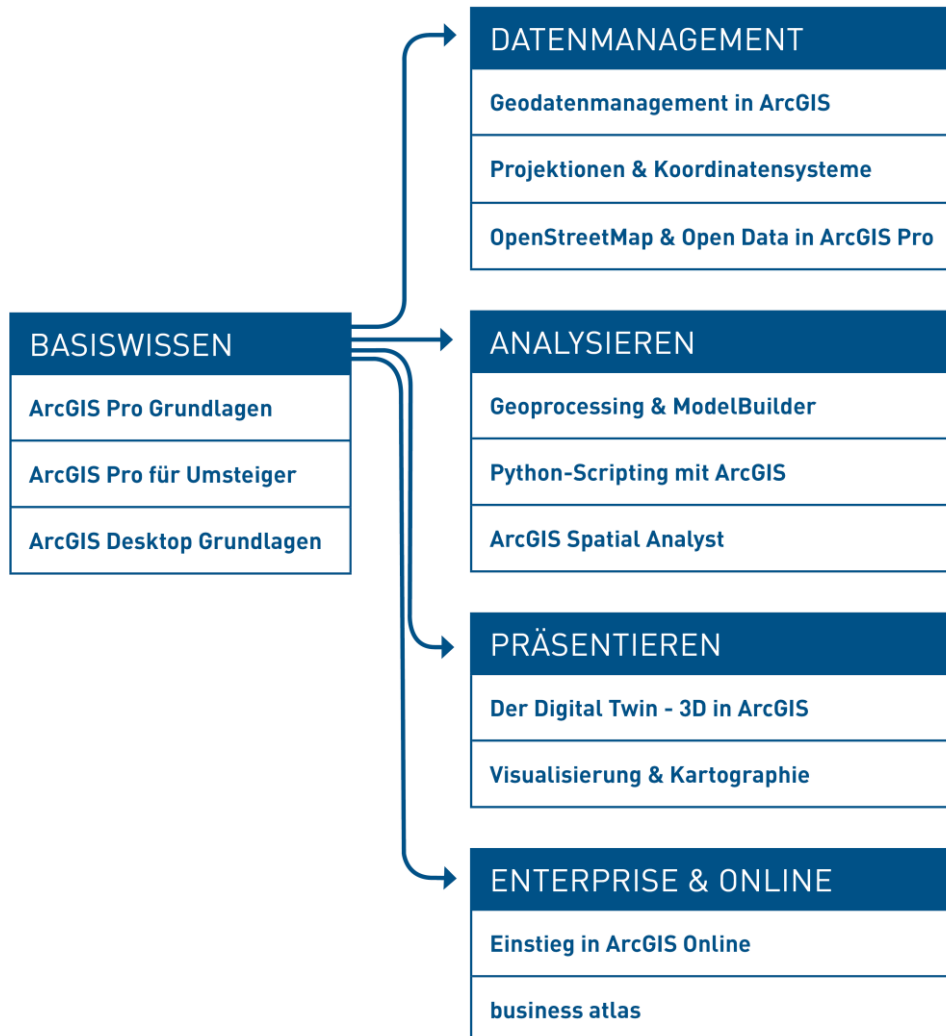 BASISWISSEN
ArcGIS Pro Grundlagen
ArcGIS Pro für Umsteiger
ArcGIS Desktop Grundlagen
DATENMANAGEMENT
Geodatenmanagement in ArcGIS
Projektionen & Koordinatensysteme
OpenStreetMap & Open Data in ArcGIS Pro
ANALYSIEREN
Geoprocessing & ModelBuilder
Python-Scripting mit ArcGIS
ArcGIS Spatial Analyst
PRÄSENTIEREN
Der Digital Twin - 3D in ArcGIS
Visualisierung & Kartographie
ENTERPRISE & ONLINE
Einstieg in ArcGIS Online
business atlas